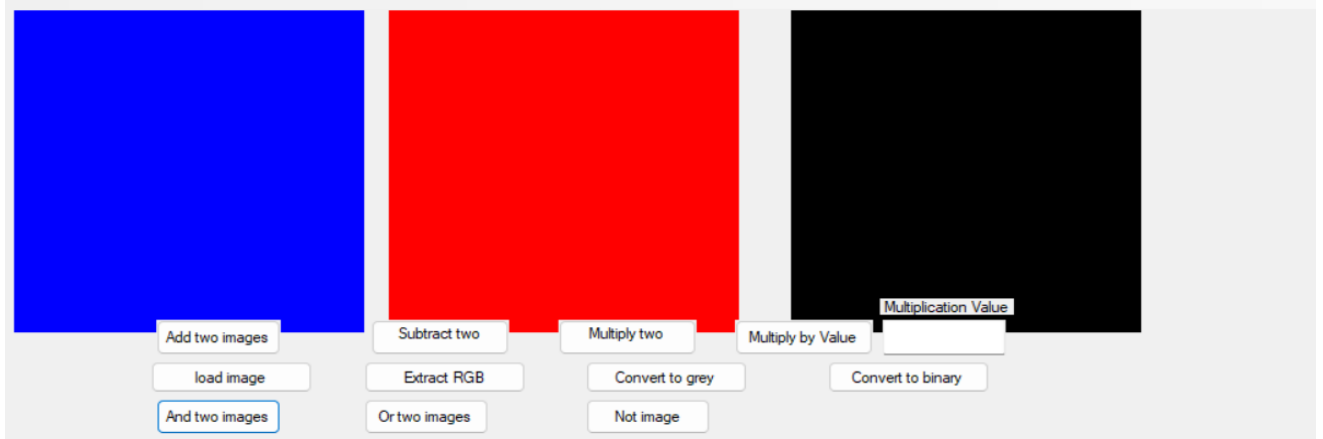 Multiplication Value
Add two images Subtract two Multiply two Multiply by Value
load image Extract RGB Convert to grey Convert to binary
And two images Or two images Not image